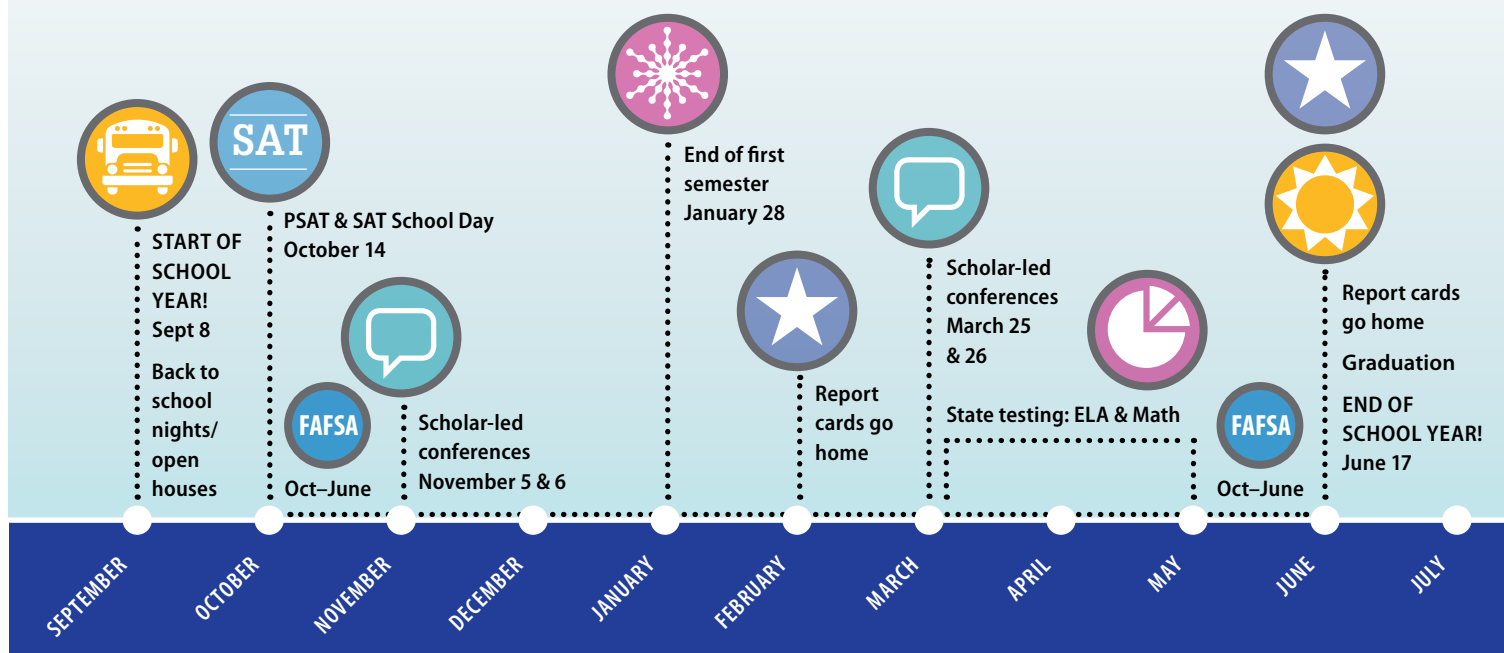 SAT
PSAT & SAT School Day
October 14
START OF
SCHOOL
YEAR!
Sept 8
Back to
school
nights/
open
houses
FAFSA
Oct–June
Scholar-led
conferences
November 5 & 6
End of first
semester
January 28
Report
cards go
home
Scholar-led
conferences
March 25
& 26
State testing: ELA & Math
FAFSA
Oct–June
Report cards
go home
Graduation
END OF
SCHOOL YEAR!
June 17
SEPTEMBER
OCTOBER
NOVEMBER
DECEMBER
JANUARY
FEBRUARY
MARCH
APRIL
MAY
JUNE
JULY